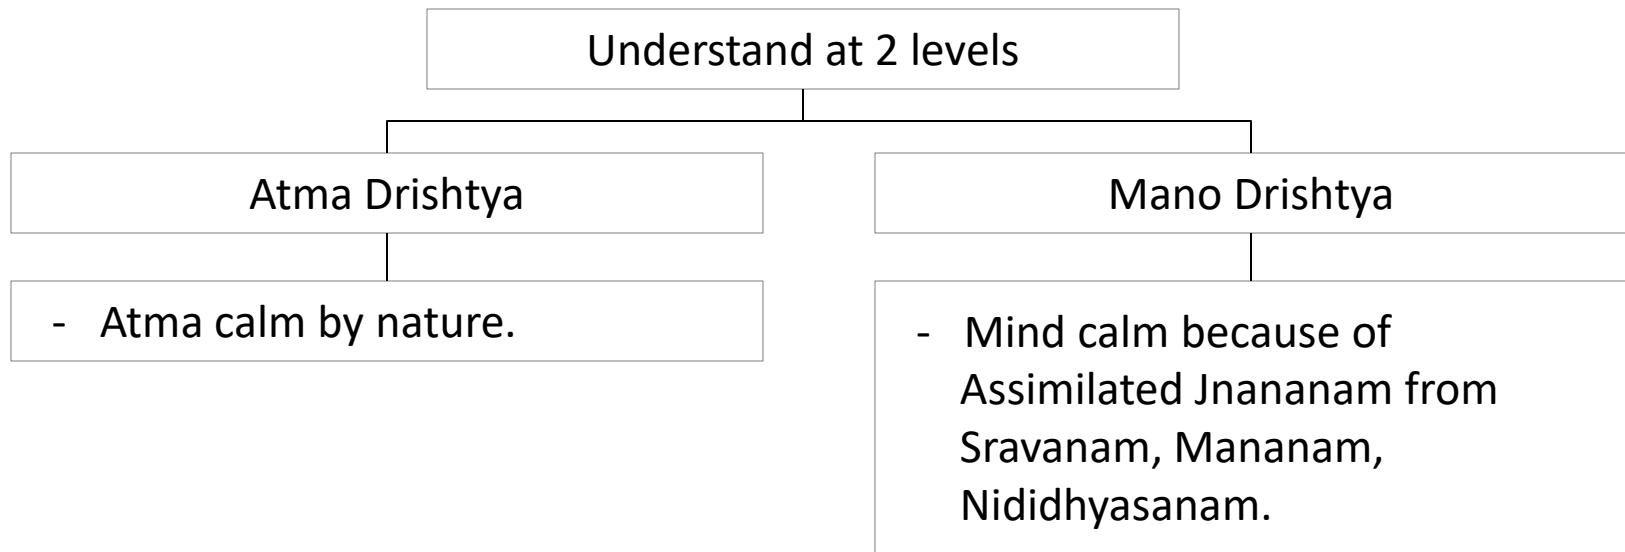 Understand at 2 levels
Atma Drishtya
Mano Drishtya
- Atma calm by nature.
- Mind calm because of
Assimilated Jnananam from
Sravanam, Mananam,
Nididhyasanam.